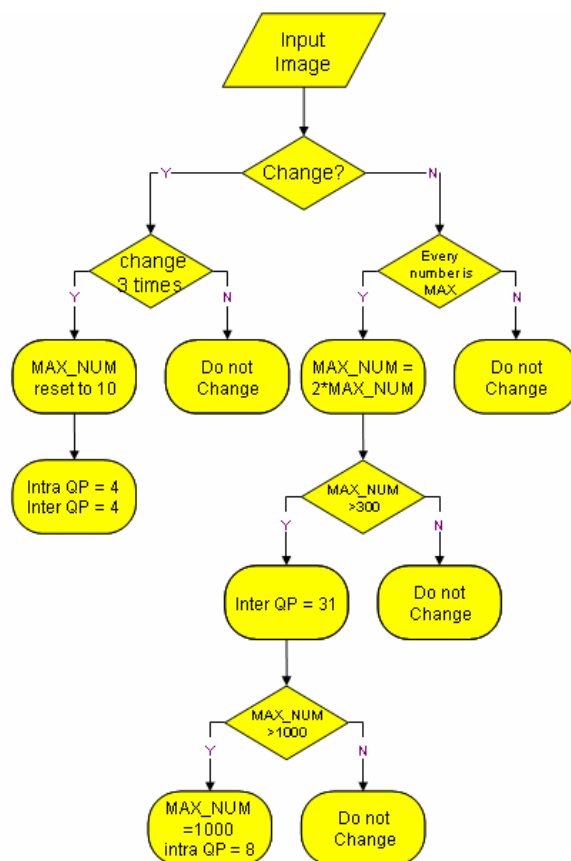 Input
Image
Change?
Y
N
change
3 times
Every
number is
MAX
Y
N
Y
N
MAX_NUM
reset to 10
Do not
Change
MAX_NUM =
2*MAX_NUM
Do not
Change
Intra QP = 4
Inter QP = 4
MAX_NUM
>300
Y
N
Inter QP = 31
Do not
Change
MAX_NUM
>1000
Y
N
MAX_NUM
=1000
intra QP = 8
Do not
Change